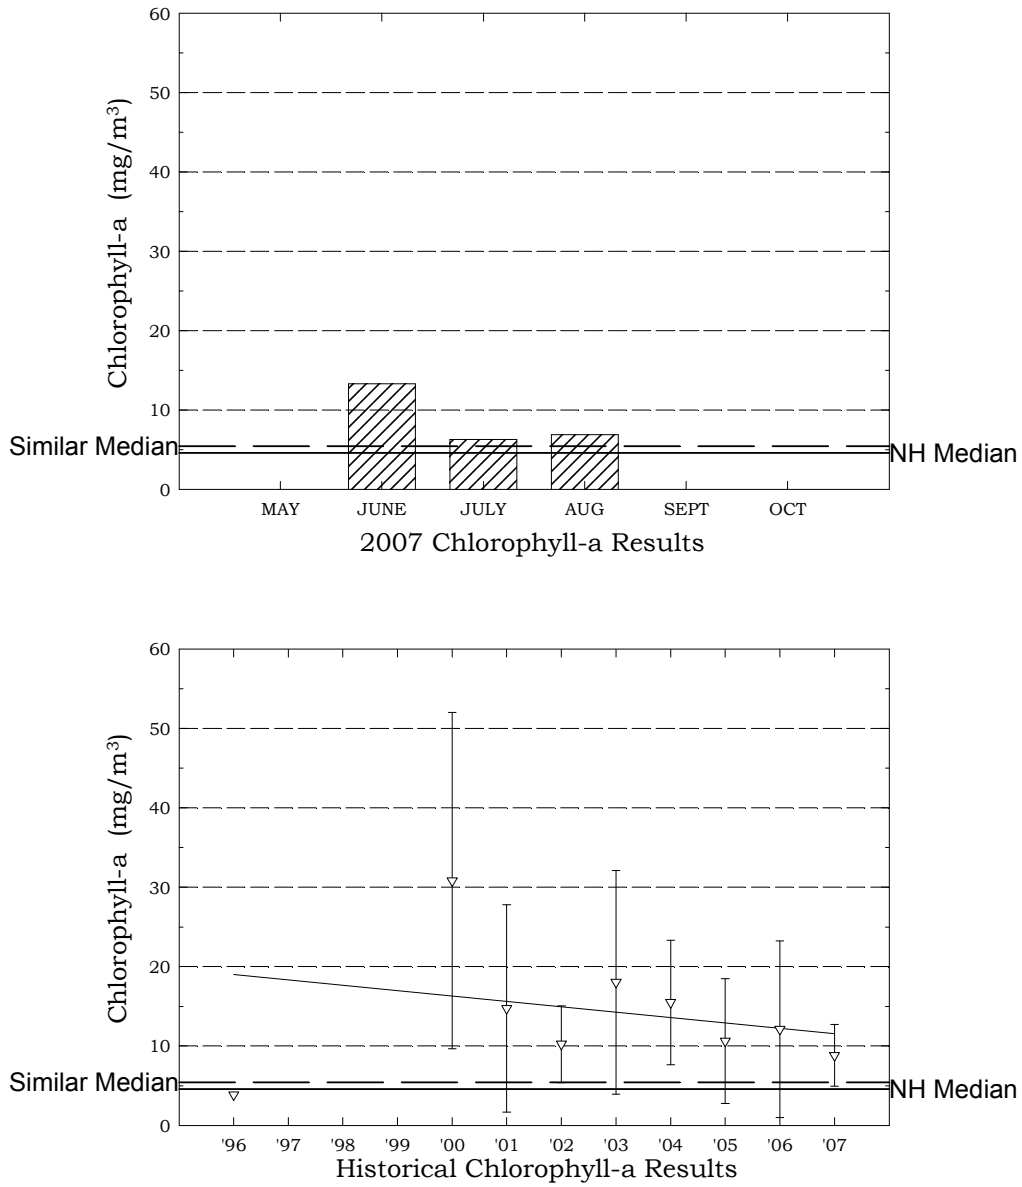 60
50
40
30
20
10
0
Chlorophyll-a (mg/m³)
Similar Median
NH Median
MAY JUNE JULY AUG SEPT OCT
2007 Chlorophyll-a Results
60
50
40
30
20
10
0
Chlorophyll-a (mg/m³)
Similar Median
NH Median
'96 '97 '98 '99 '00 '01 '02 '03 '04 '05 '06 '07
Historical Chlorophyll-a Results